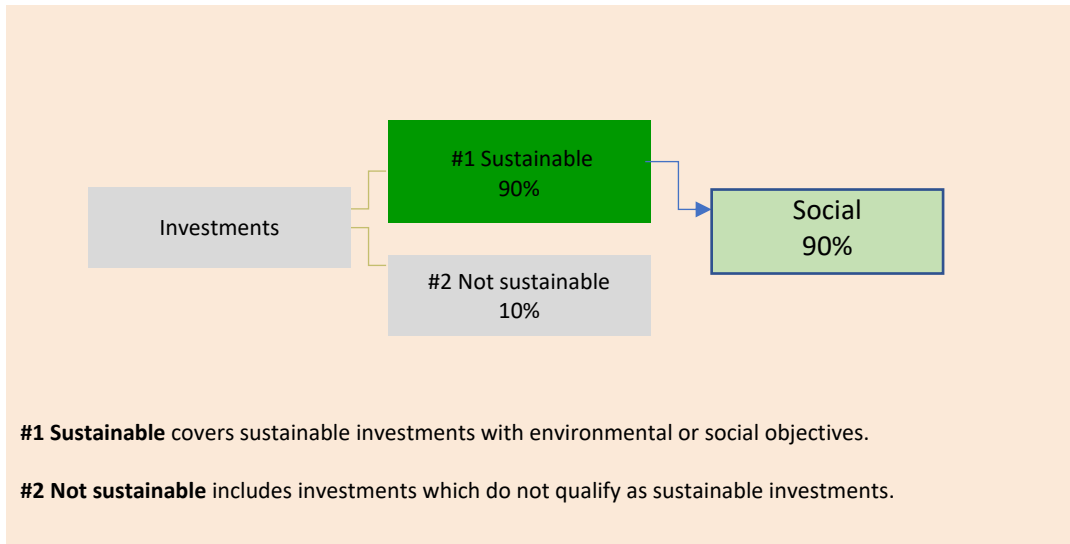 Investments
#1 Sustainable
90%
#2 Not sustainable
10%
Social
90%
#1 Sustainable covers sustainable investments with environmental or social objectives.
#2 Not sustainable includes investments which do not qualify as sustainable investments.